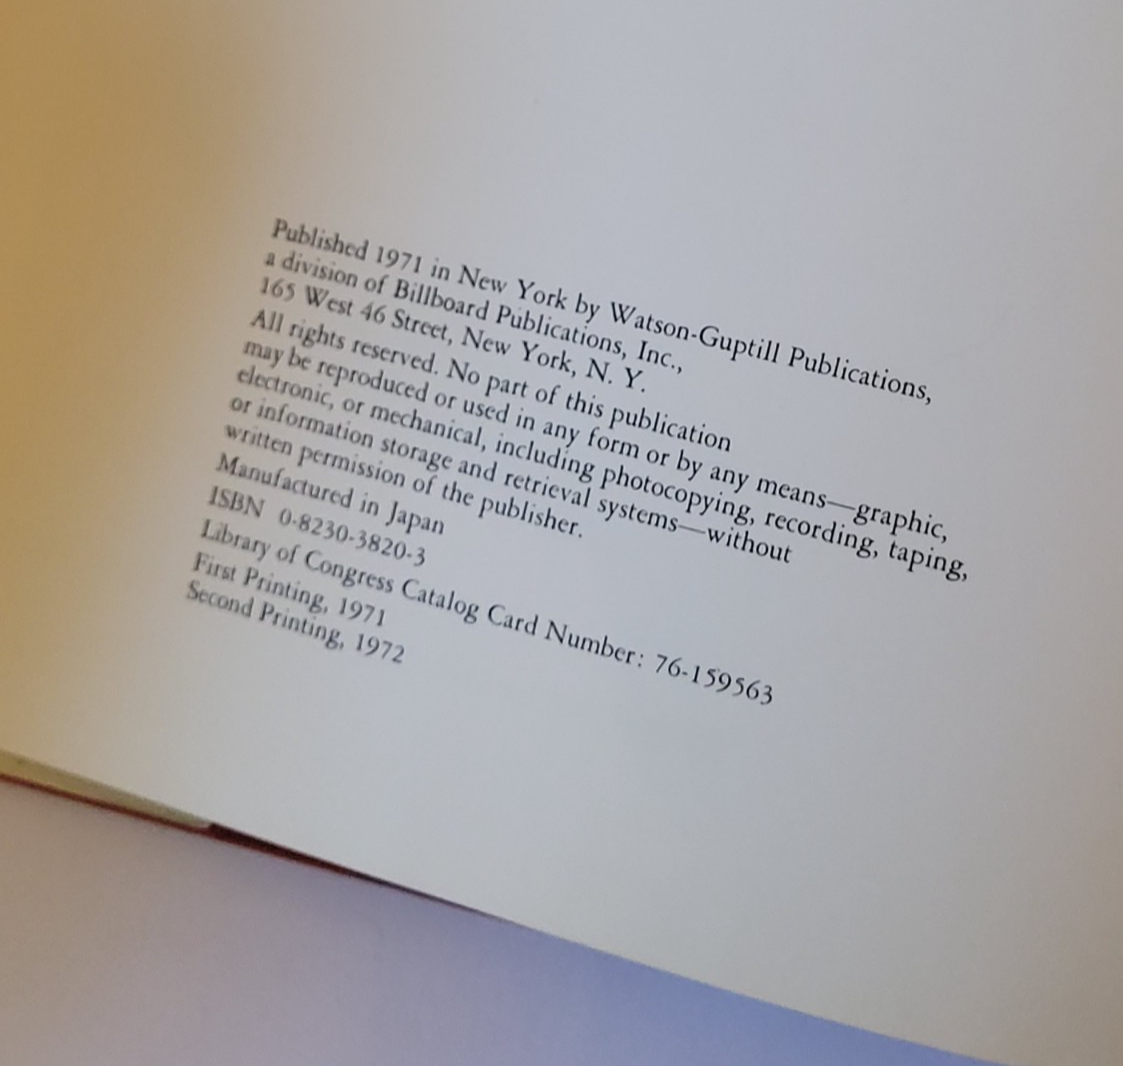 Published 1971 in New York by Watson-Guptill Publications,
a division of Billboard Publications, Inc.,
165 West 46 Street, New York, N. Y.
All rights reserved. No part of this publication
may be reproduced or used in any form or by any means—graphic,
electronic, or mechanical, including photocopying, recording, taping,
or information storage and retrieval systems—without
written permission of the publisher.
Manufactured in Japan
ISBN 0-8230-3820-3
Library of Congress Catalog Card Number: 76-159563
First Printing, 1971
Second Printing, 1972